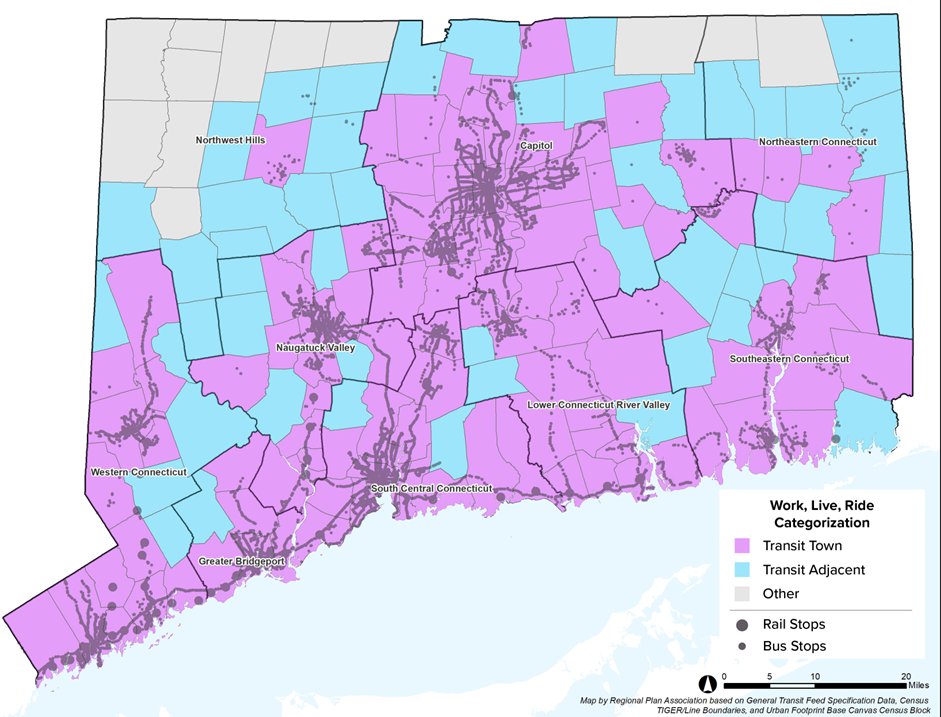 Northwest Hills
Capitol
Northeastern Connecticut
Naugatuck Valley
Southeastern Connecticut
Lower Connecticut River Valley
Western Connecticut
South Central Connecticut
Greater Bridgeport
Work, Live, Ride
Categorization
Transit Town
Transit Adjacent
Other
Rail Stops
Bus Stops
0 5 10 20
Miles
Map by Regional Plan Association based on General Transit Feed Specification Data, Census
TIGER/Line Boundaries, and Urban Footprint Base Canvas Census Block